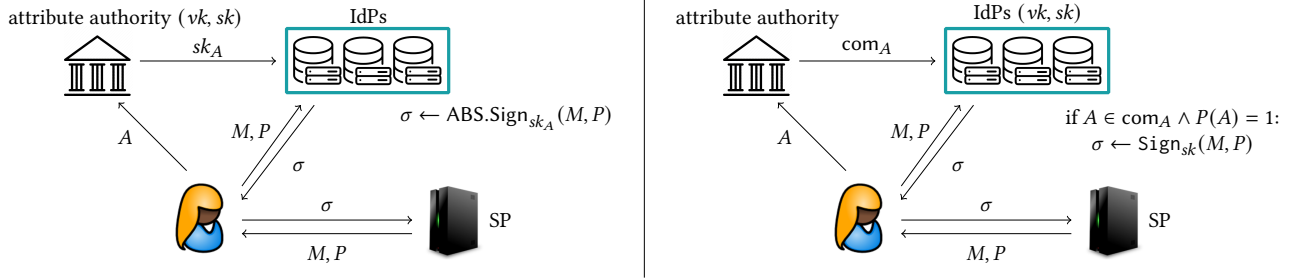 attribute authority (vk, sk)
IdPs
sk_A
σ ← ABS.Sign_{sk_A}(M, P)
M, P
A
σ
σ
SP
M, P
attribute authority
IdPs (vk, sk)
com_A
if A ∈ com_A ∧ P(A) = 1:
M, P
σ ← Sign_{sk}(M, P)
A
σ
σ
SP
M, P